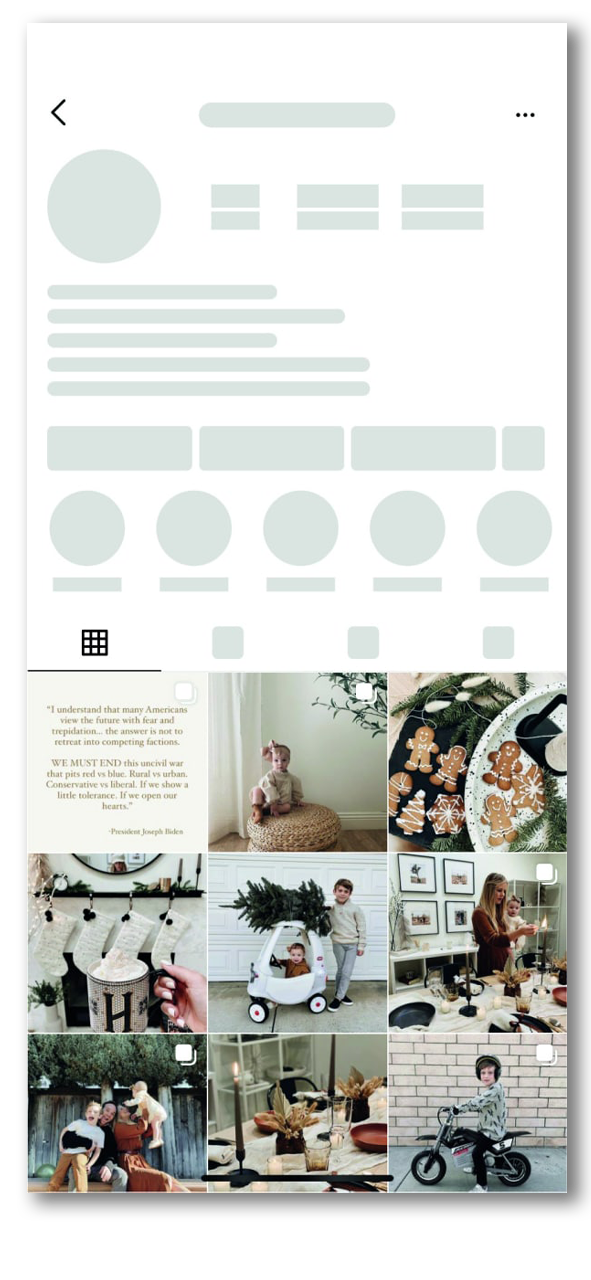 “I understand that many Americans
view the future with fear and
trepidation... the answer is not to
retreat into competing factions.
WE MUST END this uncivil war
that pits red vs blue. Rural vs urban.
Conservative vs liberal. If we show a
little tolerance. If we open our
hearts.”
-President Joseph Biden
H